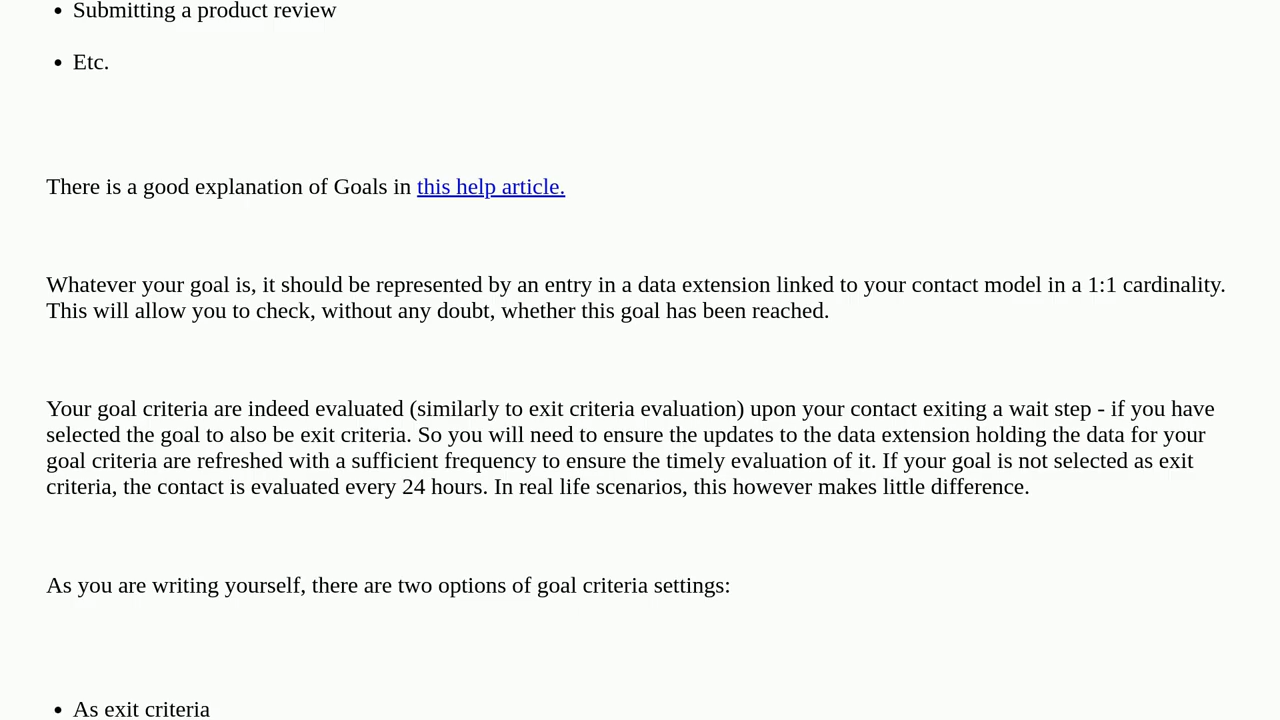 • Submitting a product review
• Etc.
There is a good explanation of Goals in this help article.
Whatever your goal is, it should be represented by an entry in a data extension linked to your contact model in a 1:1 cardinality.
This will allow you to check, without any doubt, whether this goal has been reached.
Your goal criteria are indeed evaluated (similarly to exit criteria evaluation) upon your contact exiting a wait step - if you have
selected the goal to also be exit criteria. So you will need to ensure the updates to the data extension holding the data for your
goal criteria are refreshed with a sufficient frequency to ensure the timely evaluation of it. If your goal is not selected as exit
criteria, the contact is evaluated every 24 hours. In real life scenarios, this however makes little difference.
As you are writing yourself, there are two options of goal criteria settings:
• As exit criteria